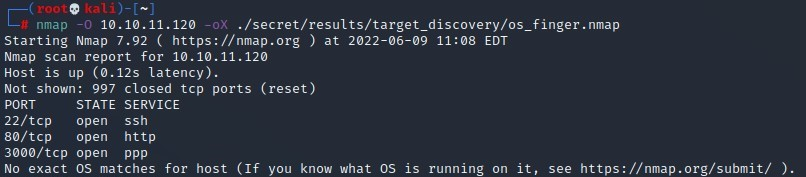 ┌──(root💀kali)-[~]
└─# nmap -O 10.10.11.120 -oX ./secret/results/target_discovery/os_finger.nmap
Starting Nmap 7.92 ( https://nmap.org ) at 2022-06-09 11:08 EDT
Nmap scan report for 10.10.11.120
Host is up (0.12s latency).
Not shown: 997 closed tcp ports (reset)
PORT     STATE SERVICE
22/tcp   open  ssh
80/tcp   open  http
3000/tcp open  ppp
No exact OS matches for host (If you know what OS is running on it, see https://nmap.org/submit/ ).